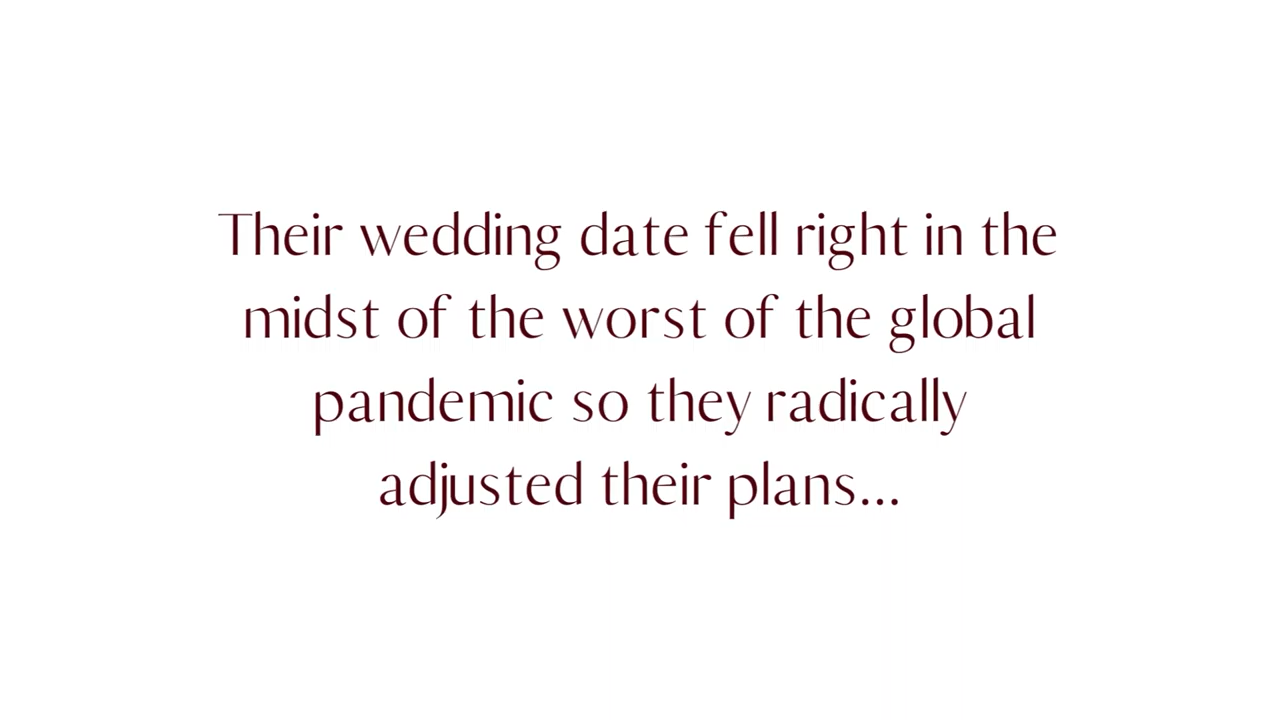 Their wedding date fell right in the
midst of the worst of the global
pandemic so they radically
adjusted their plans...